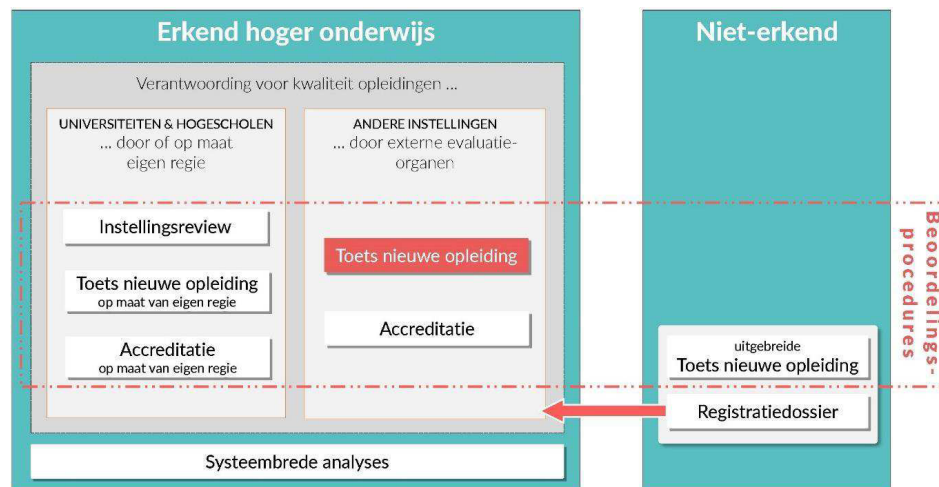 Erkend hoger onderwijs
Niet-erkend
Verantwoording voor kwaliteit opleidingen ...
UNIVERSITEITEN & HOGESCHOLEN
... door of op maat
eigen regie
ANDERE INSTELLINGEN
... door externe evaluatie-
organen
Instellingsreview
Toets nieuwe opleiding
op maat van eigen regie
Accreditatie
op maat van eigen regie
Toets nieuwe opleiding
Accreditatie
uitgebreide
Toets nieuwe opleiding
Registratiedossier
Beoordelings-
procedures
Systeembrede analyses